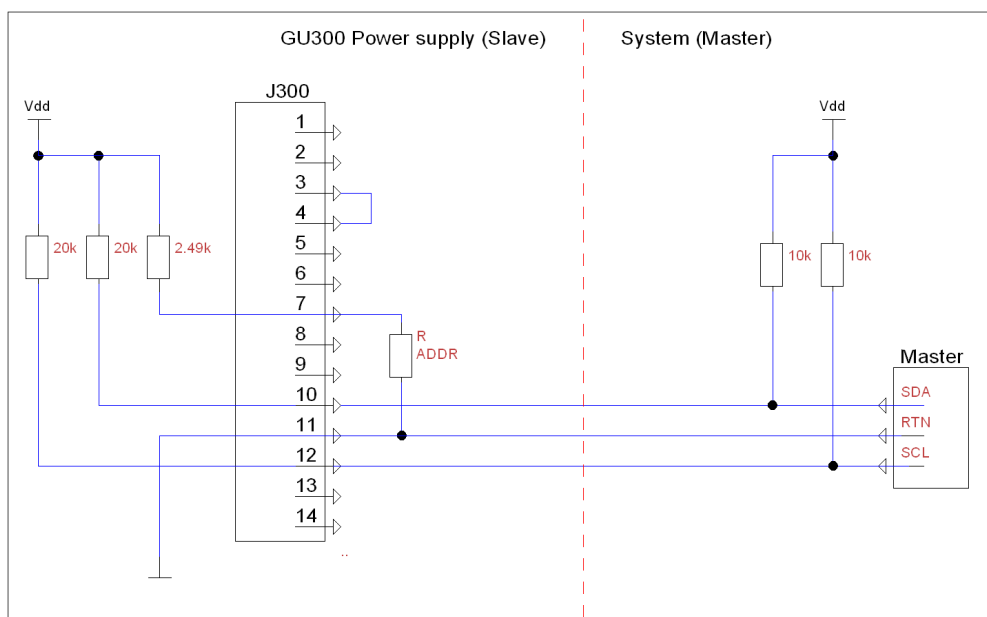 GU300 Power supply (Slave)
System (Master)
J300
Vdd
Vdd
1
2
3
4
5
6
7
8
9
10
11
12
13
14
20k
20k
2.49k
R
ADDR
10k
10k
Master
SDA
RTN
SCL
..